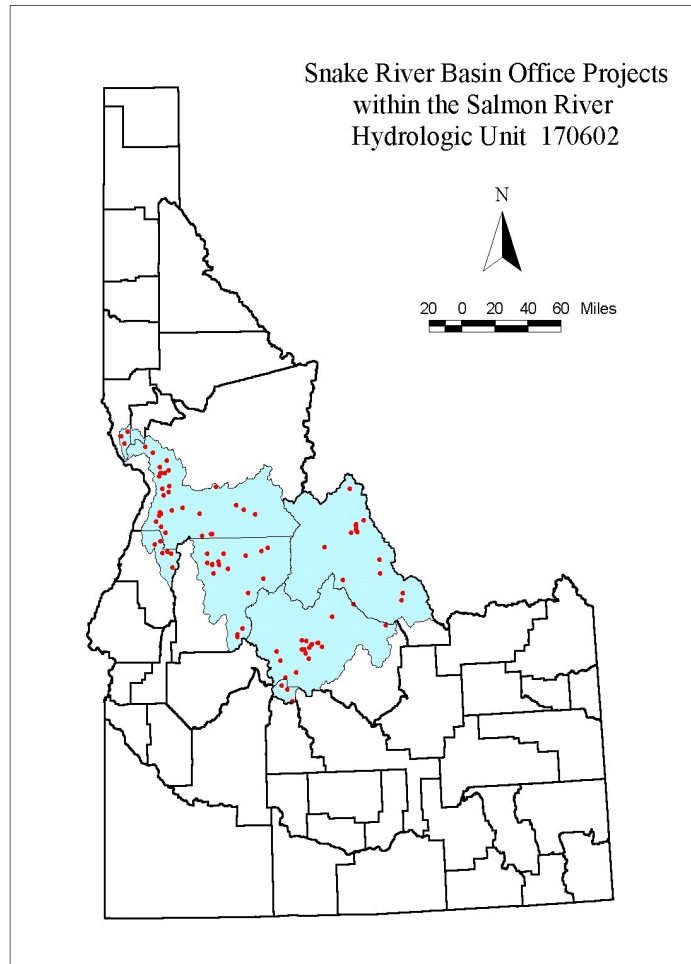 Snake River Basin Office Projects
within the Salmon River
Hydrologic Unit 170602
N
20 0 20 40 60 Miles